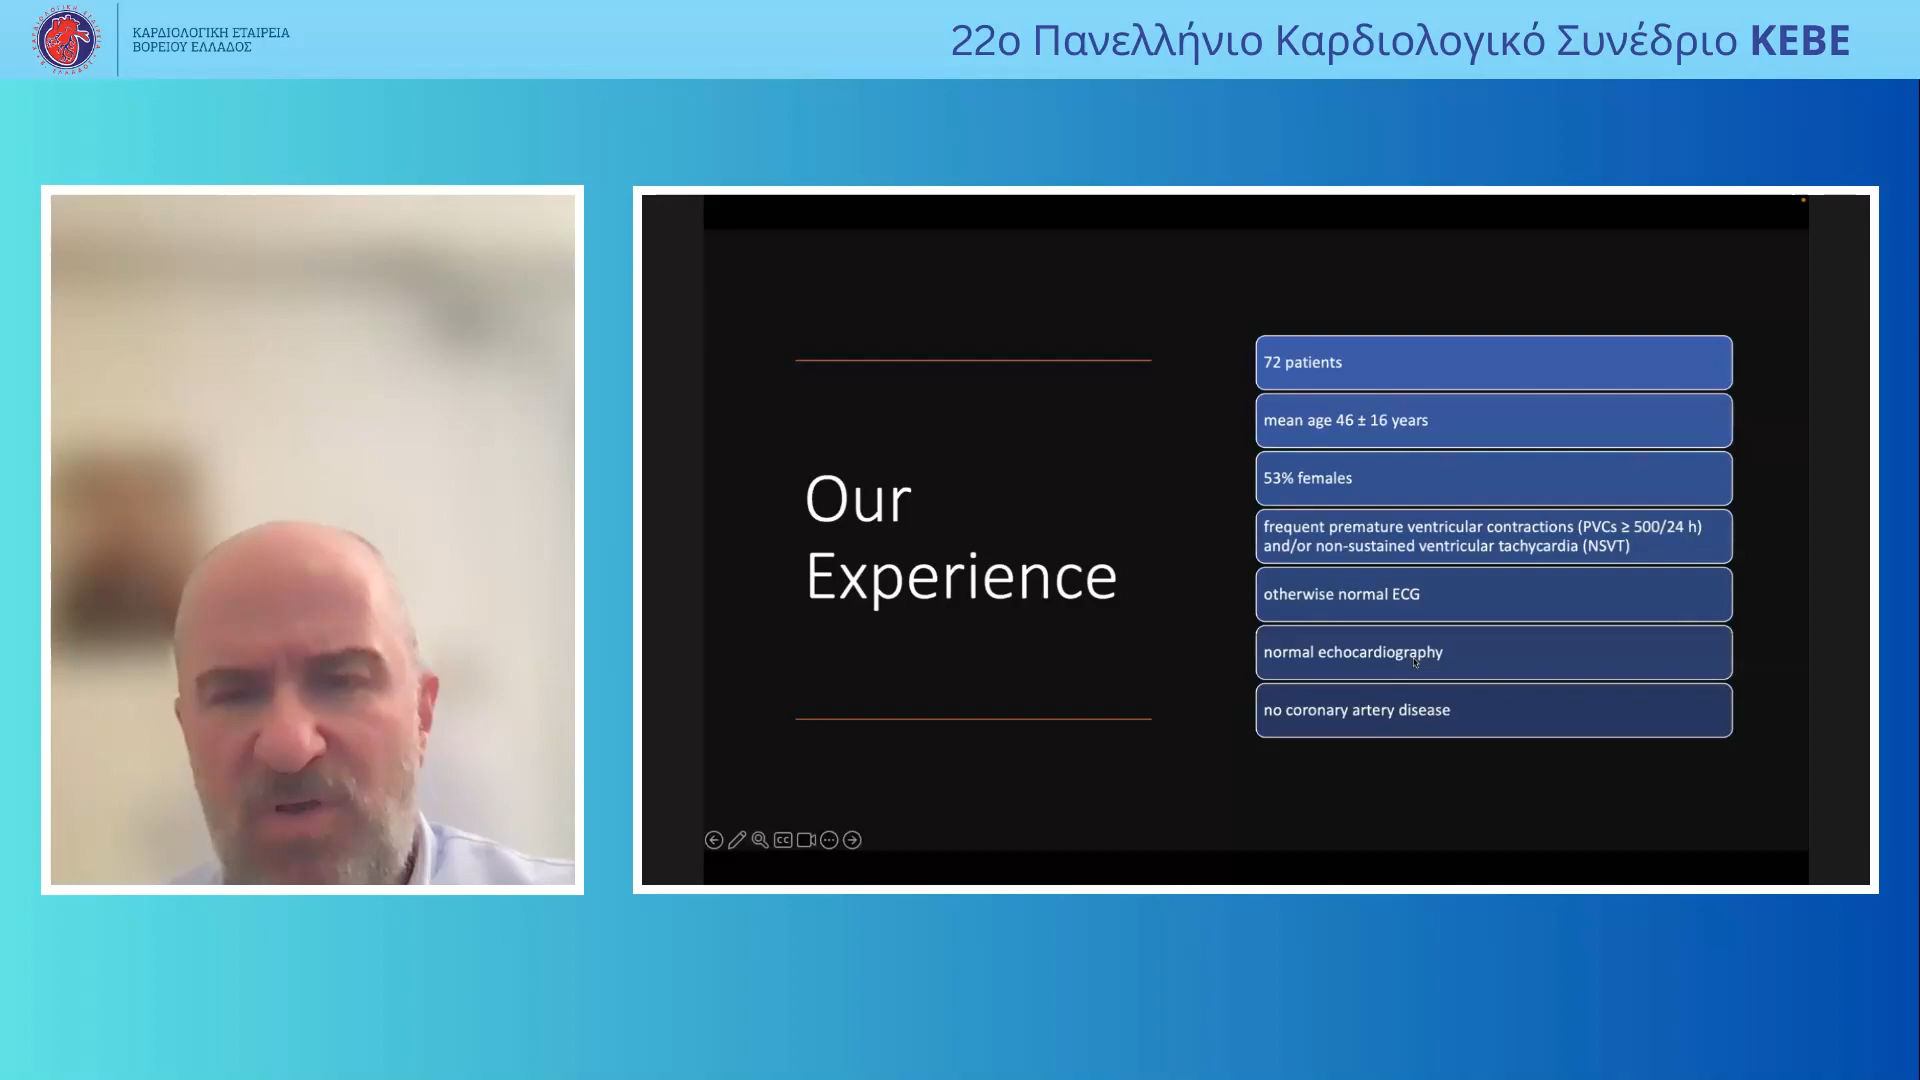 ΚΑΡΔΙΟΛΟΓΙΚΗ ΕΤΑΙΡΕΙΑ
ΒΟΡΕΙΟΥ ΕΛΛΑΔΟΣ
22ο Πανελλήνιο Καρδιολογικό Συνέδριο ΚΕΒΕ
Our
Experience
72 patients
mean age 46 ± 16 years
53% females
frequent premature ventricular contractions (PVCs ≥ 500/24 h)
and/or non-sustained ventricular tachycardia (NSVT)
otherwise normal ECG
normal echocardiography
no coronary artery disease
CC